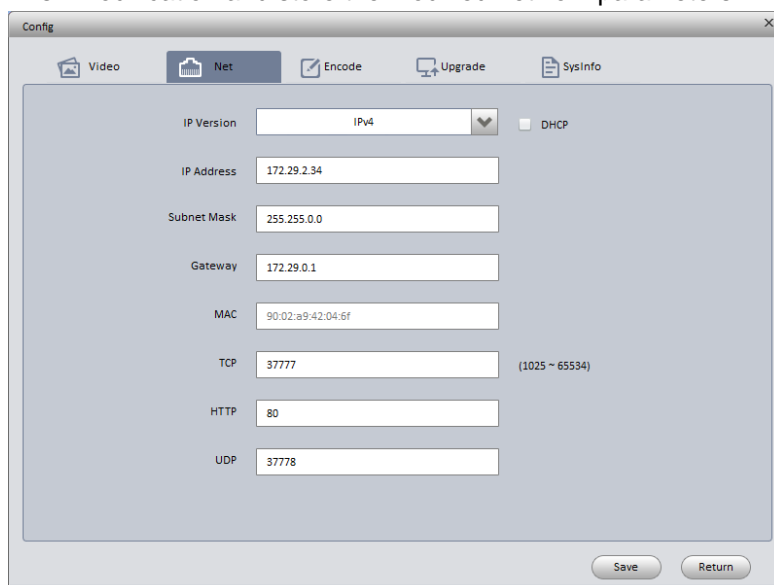 Config ×
Video Net Encode Upgrade SysInfo
IP Version IPv4 DHCP
IP Address 172.29.2.34
Subnet Mask 255.255.0.0
Gateway 172.29.0.1
MAC 90:02:a9:42:04:6f
TCP 37777 (1025 ~ 65534)
HTTP 80
UDP 37778
Save Return